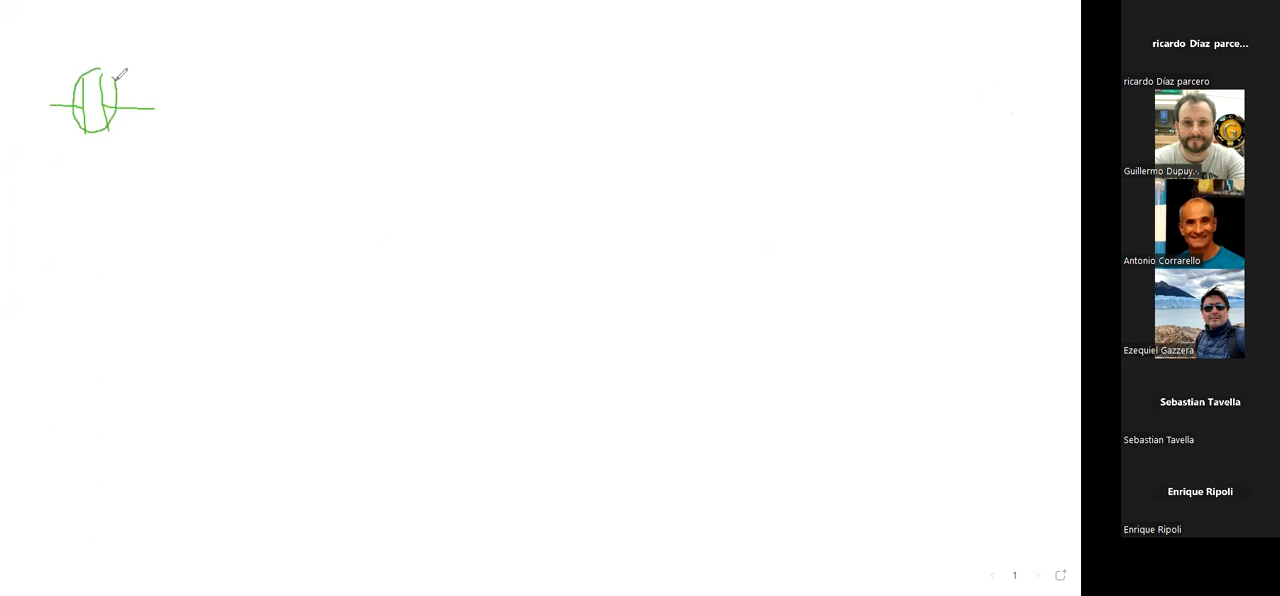 ricardo Díaz parce...
ricardo Díaz parcero
Guillermo Dupuy...
Antonio Corrarello
Ezequiel Gazzera
Sebastian Tavella
Sebastian Tavella
Enrique Ripoli
Enrique Ripoli
1